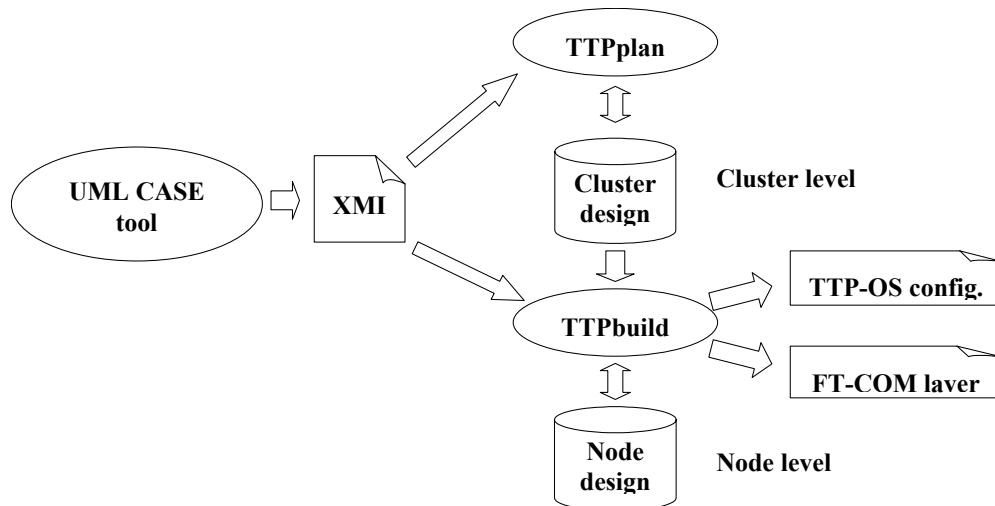 TTPplan
UML CASE
tool
XMI
Cluster
design
Cluster level
TTPbuild
TTP-OS config.
FT-COM laver
Node
design
Node level